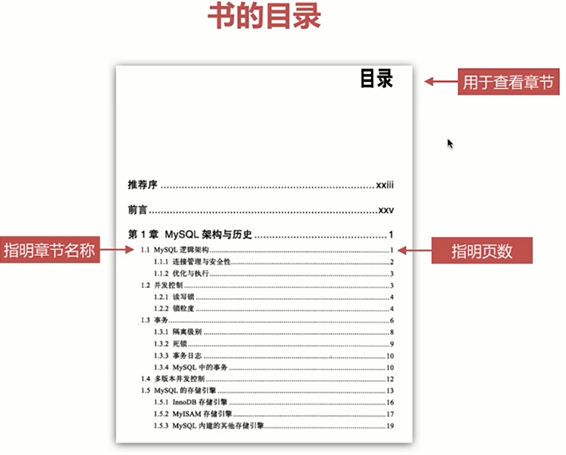 书的目录
目录
用于查看章节
推荐序 xxiii
前言 xxv
第 1 章 MySQL 架构与历史 1
指明章节名称
指明页数
1.1 MySQL 逻辑架构 1
1.1.1 连接管理与安全性 2
1.1.2 优化与执行 3
1.2 并发控制 3
1.2.1 读写锁 4
1.2.2 锁粒度 4
1.3 事务 6
1.3.1 隔离级别 8
1.3.2 死锁 9
1.3.3 事务日志 10
1.3.4 MySQL 中的事务 10
1.4 多版本并发控制 12
1.5 MySQL 的存储引擎 13
1.5.1 InnoDB 存储引擎 16
1.5.2 MyISAM 存储引擎 17
1.5.3 MySQL 内建的其他存储引擎 19